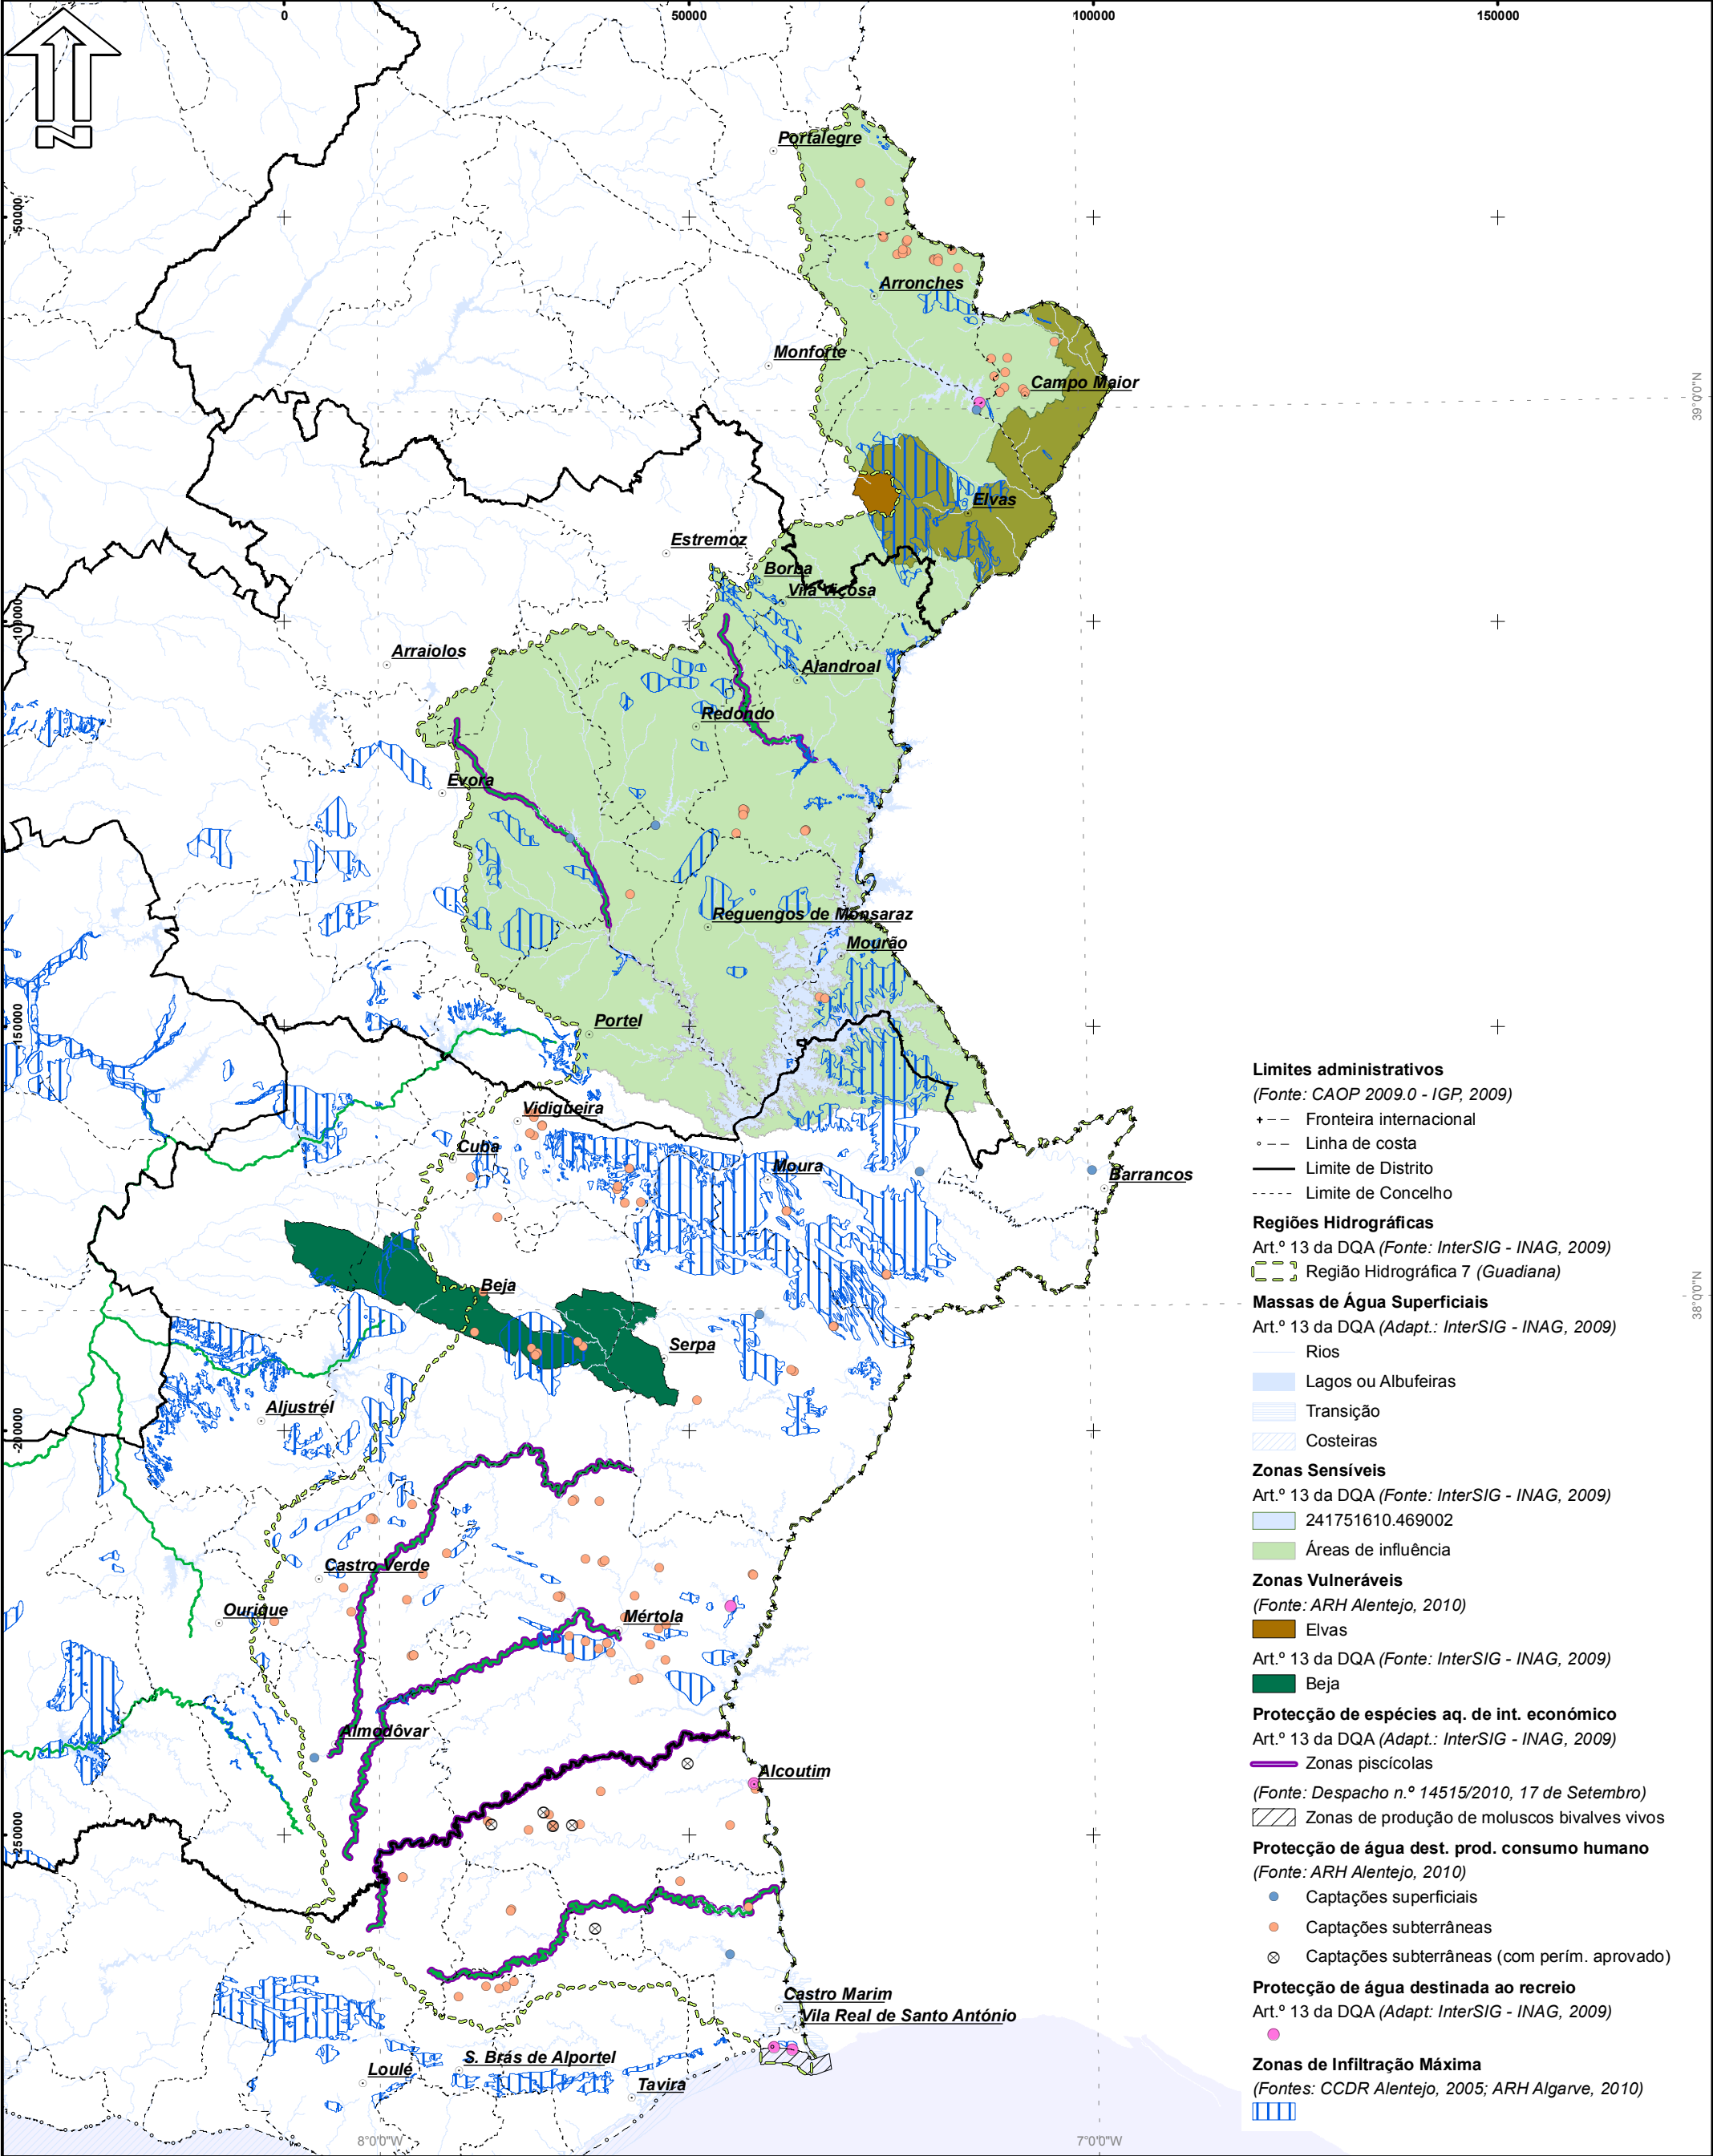 0
50000
100000
150000
-50000
-100000
-150000
-200000
-250000
N
39°0'0"N
38°0'0"N
8°0'0"W
7°0'0"W
Portalegre
Arronches
Monforte
Campo Maior
Elvas
Estremoz
Borba
Vila Viçosa
Arraiolos
Alandroal
Redondo
Évora
Reguengos de Monsaraz
Mourão
Portel
Vidigueira
Cuba
Moura
Barrancos
Beja
Serpa
Aljustrel
Castro Verde
Ourique
Mértola
Almodôvar
Alcoutim
Castro Marim
Vila Real de Santo António
S. Brás de Alportel
Loulé
Tavira
Limites administrativos
(Fonte: CAOP 2009.0 - IGP, 2009)
Fronteira internacional
Linha de costa
Limite de Distrito
Limite de Concelho
Regiões Hidrográficas
Art.º 13 da DQA (Fonte: InterSIG - INAG, 2009)
Região Hidrográfica 7 (Guadiana)
Massas de Água Superficiais
Art.º 13 da DQA (Adapt.: InterSIG - INAG, 2009)
Rios
Lagos ou Albufeiras
Transição
Costeiras
Zonas Sensíveis
Art.º 13 da DQA (Fonte: InterSIG - INAG, 2009)
241751610.469002
Áreas de influência
Zonas Vulneráveis
(Fonte: ARH Alentejo, 2010)
Elvas
Art.º 13 da DQA (Fonte: InterSIG - INAG, 2009)
Beja
Protecção de espécies aq. de int. económico
Art.º 13 da DQA (Adapt.: InterSIG - INAG, 2009)
Zonas piscícolas
(Fonte: Despacho n.º 14515/2010, 17 de Setembro)
Zonas de produção de moluscos bivalves vivos
Protecção de água dest. prod. consumo humano
(Fonte: ARH Alentejo, 2010)
Captações superficiais
Captações subterrâneas
Captações subterrâneas (com perím. aprovado)
Protecção de água destinada ao recreio
Art.º 13 da DQA (Adapt: InterSIG - INAG, 2009)
Zonas de Infiltração Máxima
(Fontes: CCDR Alentejo, 2005; ARH Algarve, 2010)